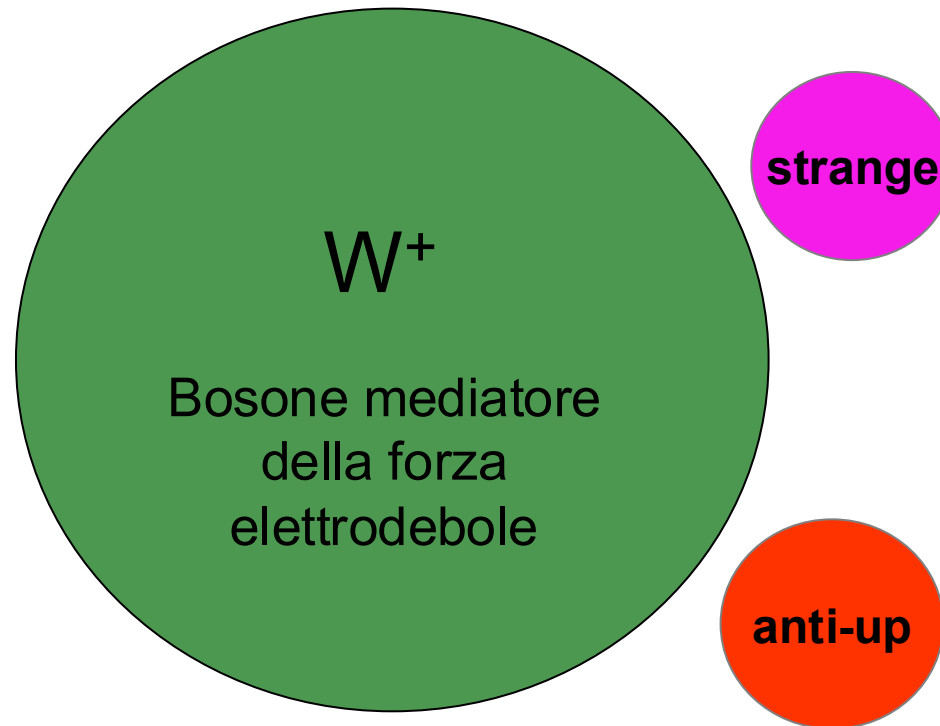 strange
W⁺
Bosone mediatore
della forza
elettrodebole
anti-up